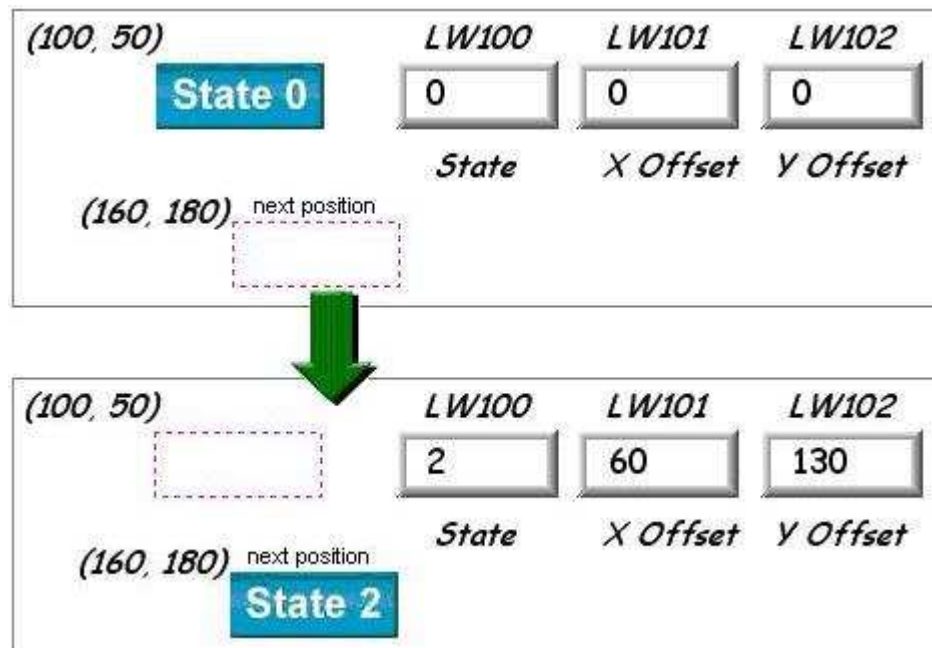 (100, 50) LW100 LW101 LW102
State 0 0 0 0
State X Offset Y Offset
(160, 180) next position
(100, 50) LW100 LW101 LW102
2 60 130
State X Offset Y Offset
(160, 180) next position
State 2